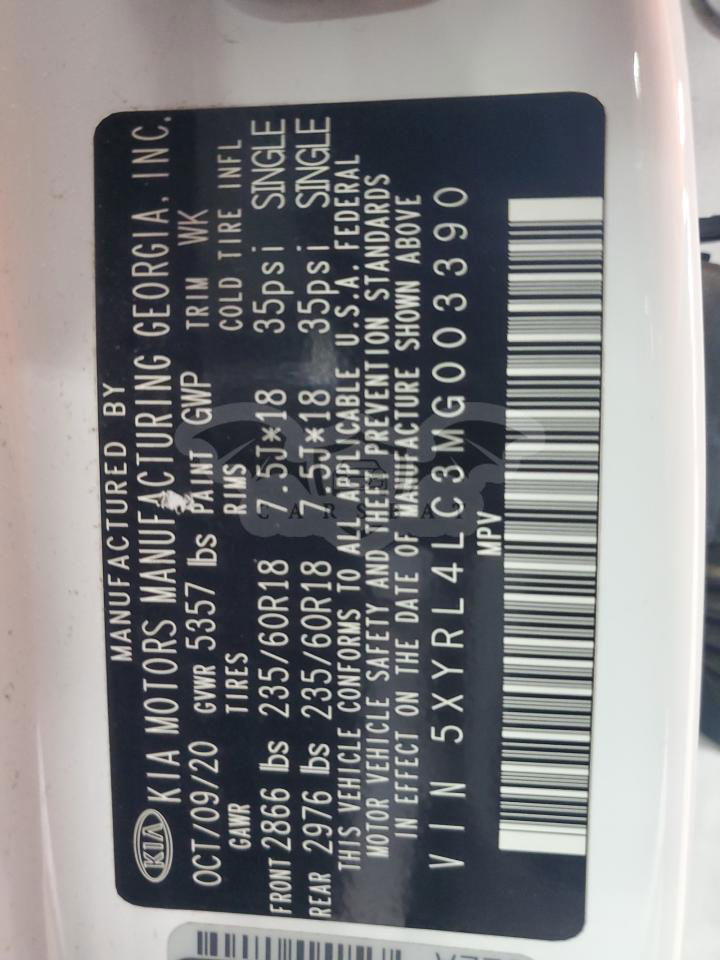 MANUFACTURED BY
KIA KIA MOTORS MANUFACTURING GEORGIA, INC.
OCT/09/20 GVWR 5357 lbs PAINT GWP TRIM WK
GAWR TIRES RIMS COLD TIRE INFL
FRONT 2866 lbs 235/60R18 7.5J*18 35psi SINGLE
REAR 2976 lbs 235/60R18 7.5J*18 35psi SINGLE
THIS VEHICLE CONFORMS TO ALL APPLICABLE U.S.A. FEDERAL
MOTOR VEHICLE SAFETY AND THEFT PREVENTION STANDARDS
IN EFFECT ON THE DATE OF MANUFACTURE SHOWN ABOVE
VIN 5XYRL4LC3MG003390
MPV